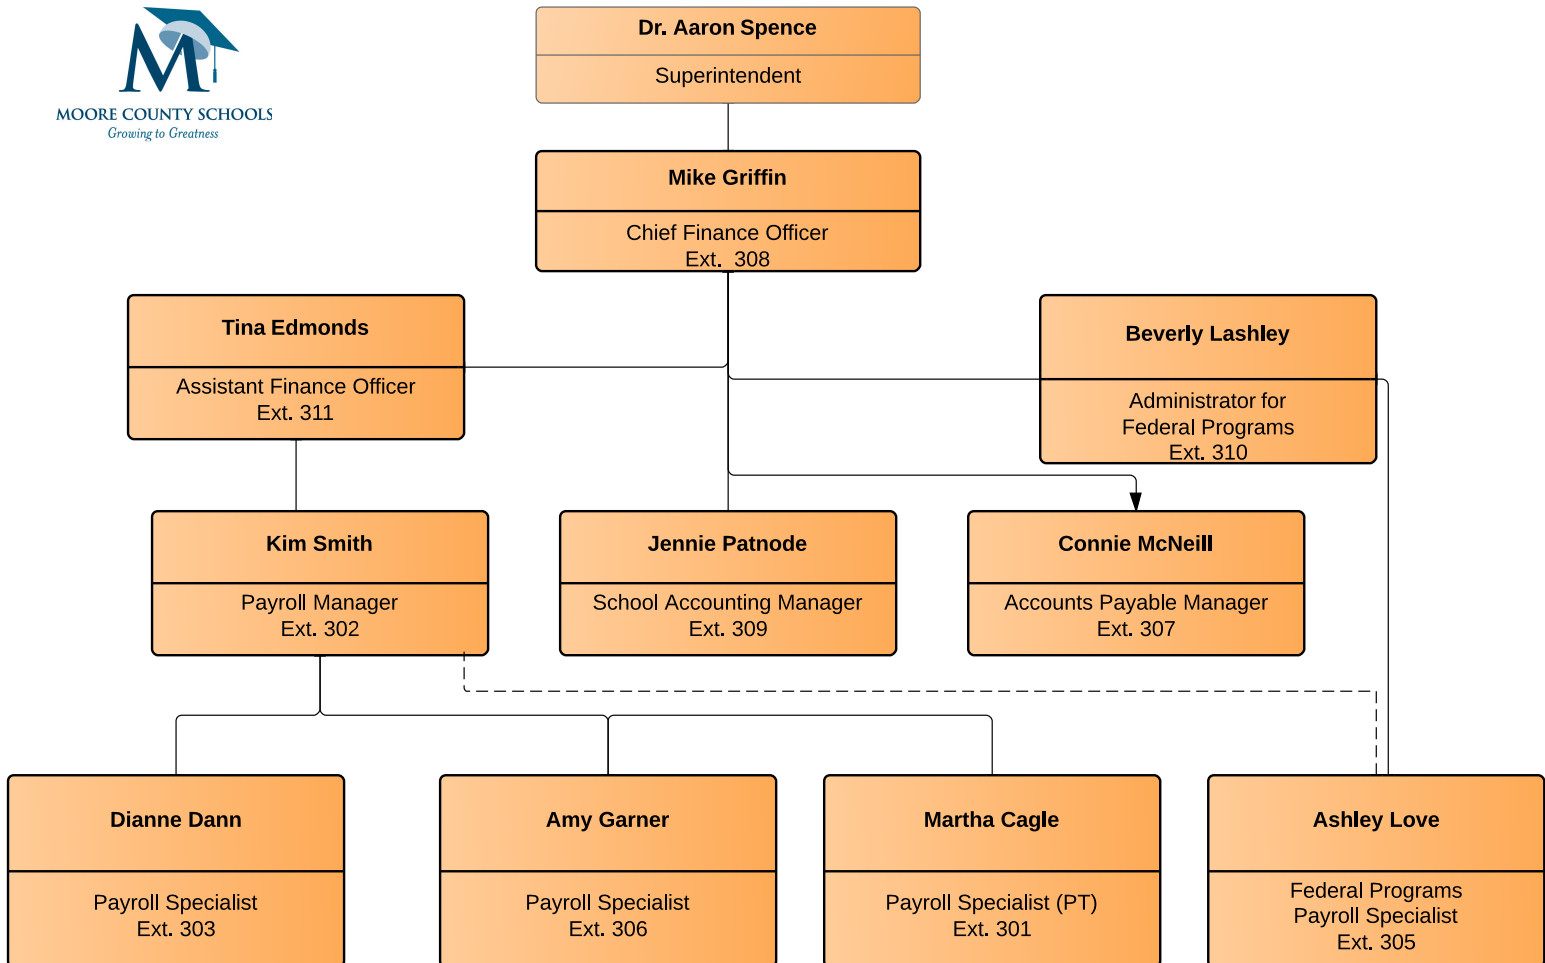 MOORE COUNTY SCHOOLS
Growing to Greatness
Dr. Aaron Spence
Superintendent
Mike Griffin
Chief Finance Officer
Ext.  308
Tina Edmonds
Assistant Finance Officer
Ext. 311
Beverly Lashley
Administrator for
Federal Programs
Ext. 310
Kim Smith
Payroll Manager
Ext. 302
Jennie Patnode
School Accounting Manager
Ext. 309
Connie McNeill
Accounts Payable Manager
Ext. 307
Dianne Dann
Payroll Specialist
Ext. 303
Amy Garner
Payroll Specialist
Ext. 306
Martha Cagle
Payroll Specialist (PT)
Ext. 301
Ashley Love
Federal Programs
Payroll Specialist
Ext. 305